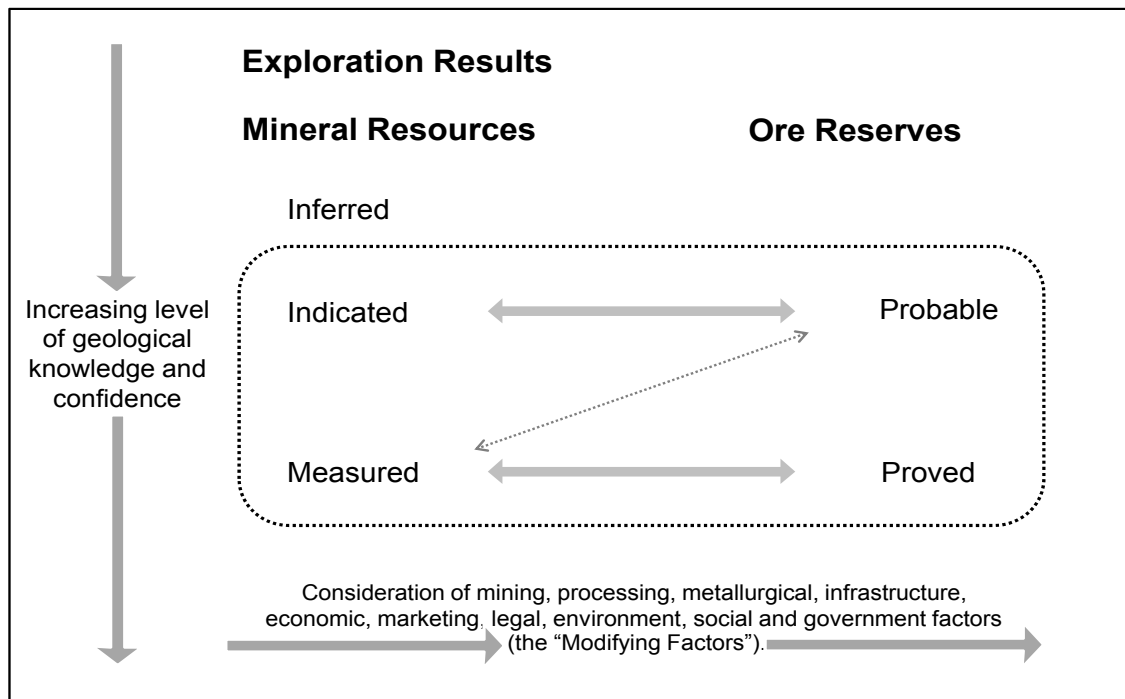 Exploration Results
Mineral Resources
Ore Reserves
Inferred
Increasing level
of geological
knowledge and
confidence
Indicated
Probable
Measured
Proved
Consideration of mining, processing, metallurgical, infrastructure,
economic, marketing, legal, environment, social and government factors
(the “Modifying Factors”).